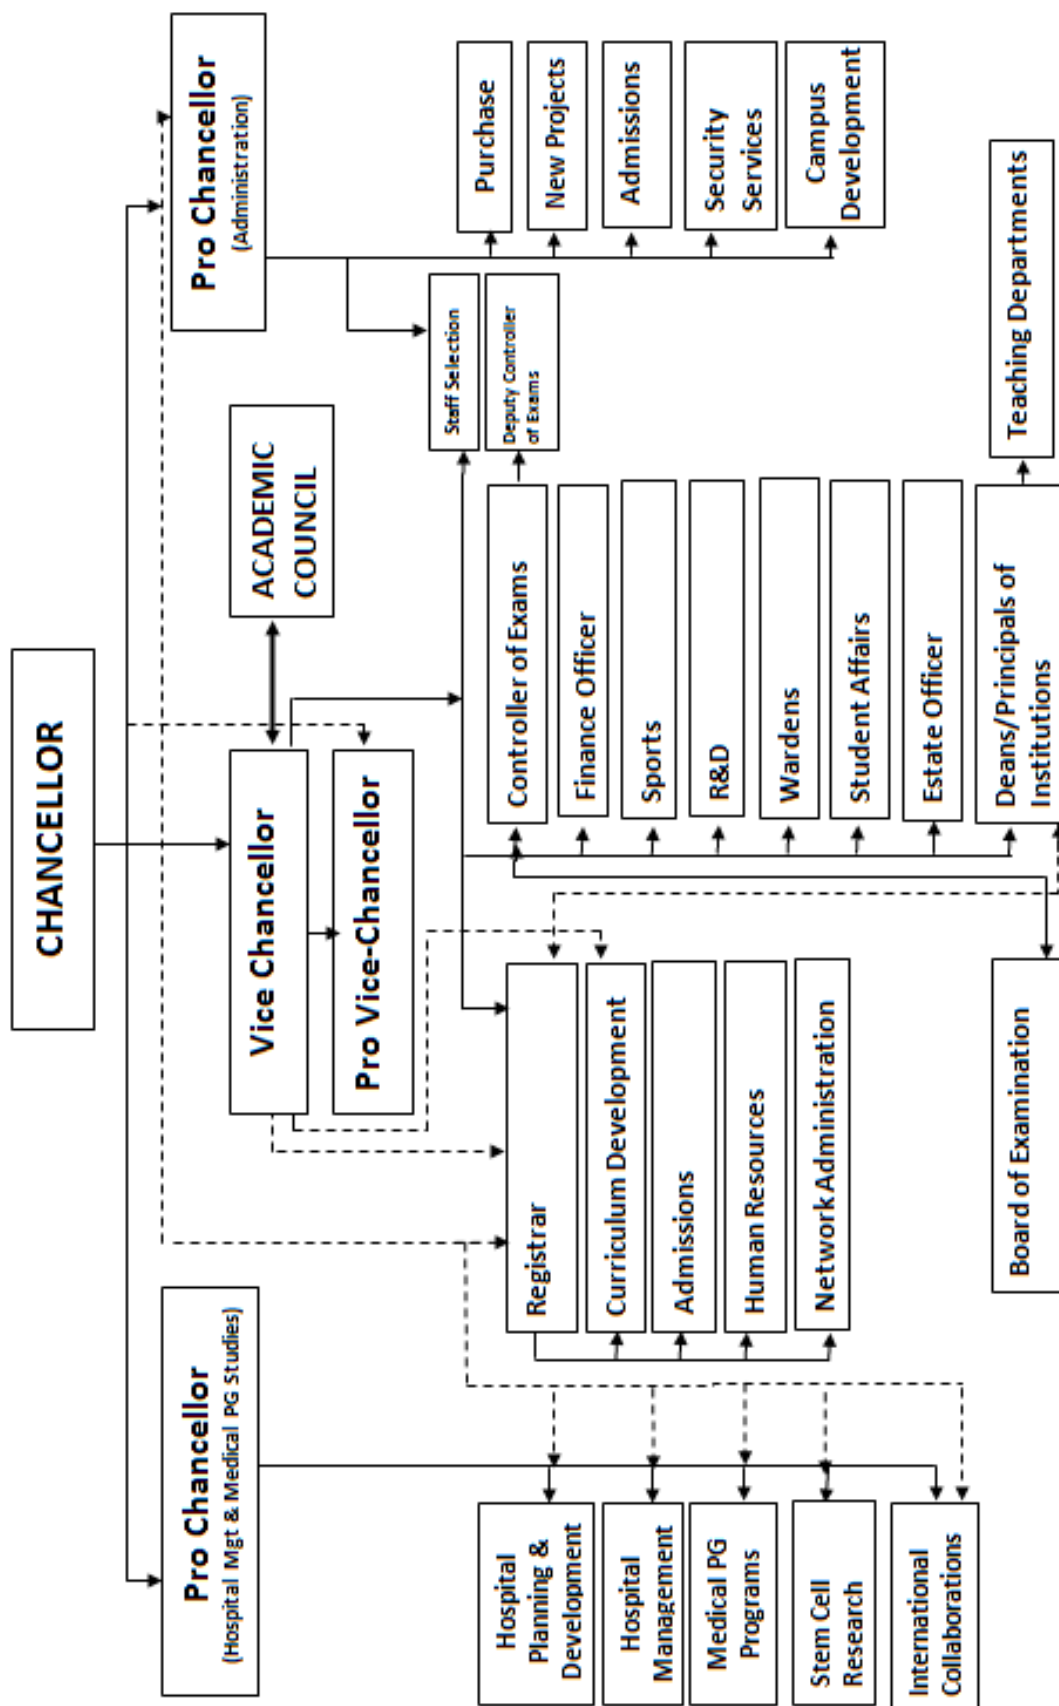 CHANCELLOR
Pro Chancellor
(Hospital Mgt & Medical PG Studies)
Vice Chancellor
Pro Vice-Chancellor
ACADEMIC
COUNCIL
Pro Chancellor
(Administration)
Hospital
Planning &
Development
Hospital
Management
Medical PG
Programs
Stem Cell
Research
International
Collaborations
Registrar
Curriculum Development
Admissions
Human Resources
Network Administration
Board of Examination
Controller of Exams
Finance Officer
Sports
R&D
Wardens
Student Affairs
Estate Officer
Deans/Principals of
Institutions
Staff Selection
Deputy Controller
of Exams
Teaching Departments
Purchase
New Projects
Admissions
Security
Services
Campus
Development